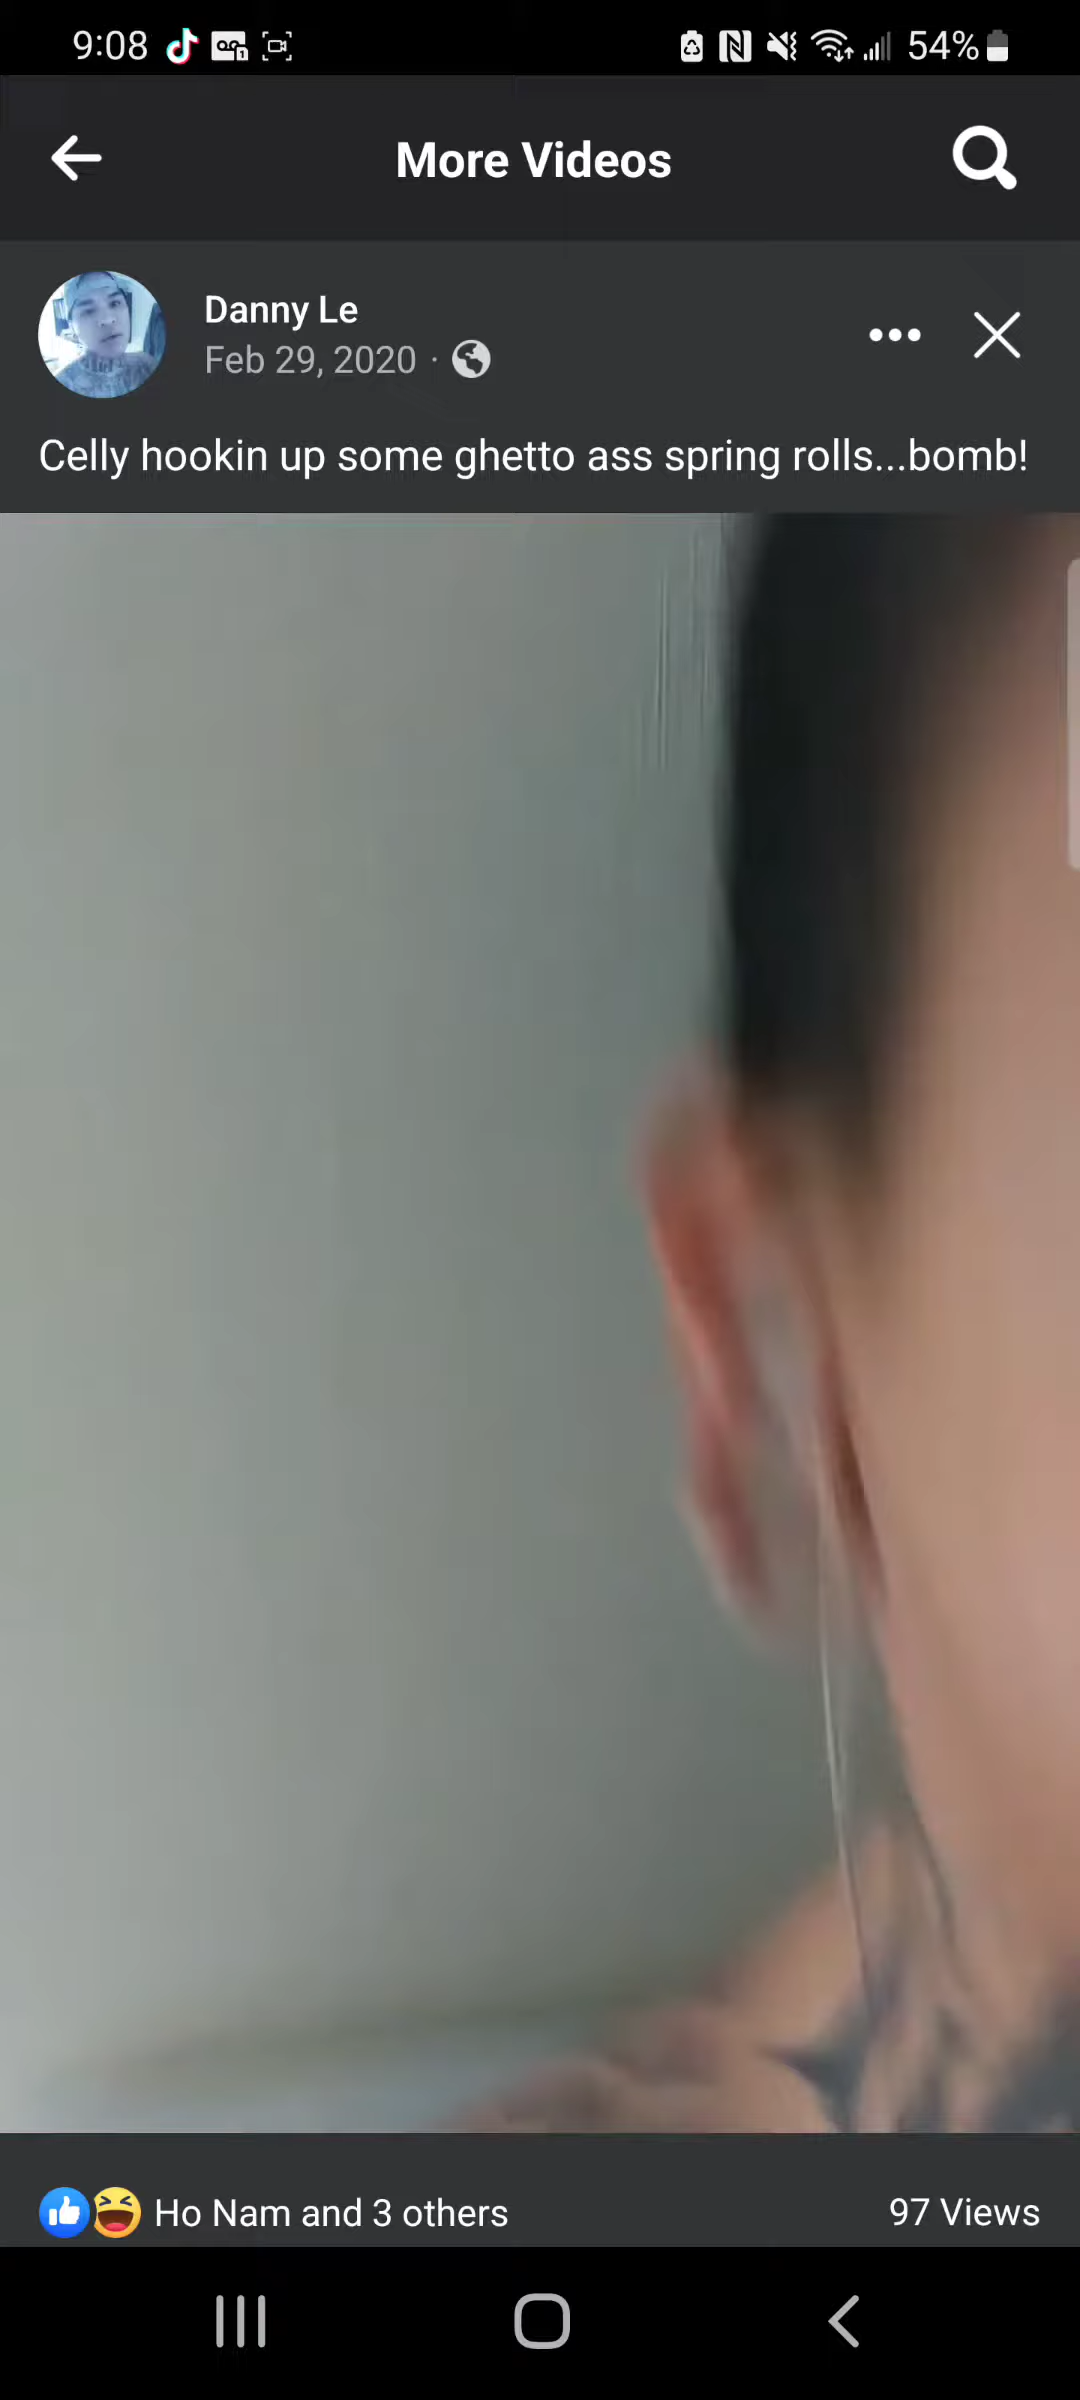 9:08 54%
More Videos
Danny Le
Feb 29, 2020 ·
Celly hookin up some ghetto ass spring rolls...bomb!
Ho Nam and 3 others 97 Views